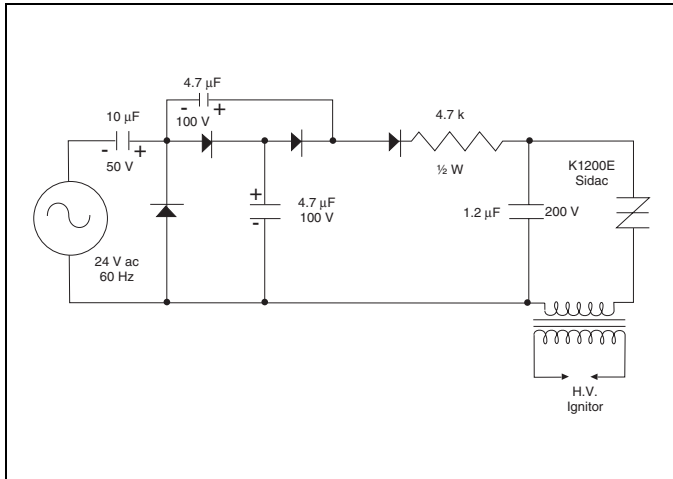 4.7 μF
- +
100 V
10 μF
- +
50 V
4.7 k
½ W
K1200E
Sidac
+
-
4.7 μF
100 V
1.2 μF
200 V
24 V ac
60 Hz
H.V.
Ignitor